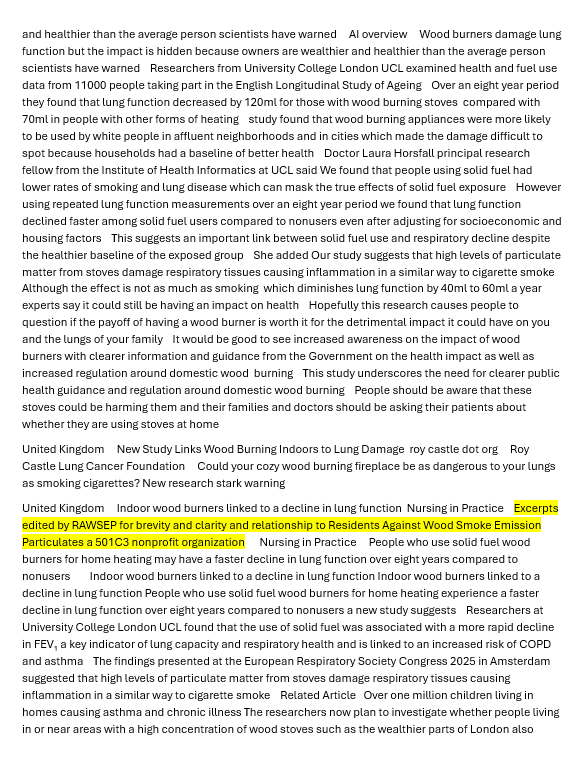 and healthier than the average person scientists have warned    AI overview    Wood burners damage lung
function but the impact is hidden because owners are wealthier and healthier than the average person
scientists have warned   Researchers from University College London UCL examined health and fuel use
data from 11000 people taking part in the English Longitudinal Study of Ageing   Over an eight year period
they found that lung function decreased by 120ml for those with wood burning stoves  compared with
70ml in people with other forms of heating   study found that wood burning appliances were more likely
to be used by white people in affluent neighborhoods and in cities which made the damage difficult to
spot because households had a baseline of better health   Doctor Laura Horsfall principal research
fellow from the Institute of Health Informatics at UCL said We found that people using solid fuel had
lower rates of smoking and lung disease which can mask the true effects of solid fuel exposure   However
using repeated lung function measurements over an eight year period we found that lung function
declined faster among solid fuel users compared to nonusers even after adjusting for socioeconomic and
housing factors   This suggests an important link between solid fuel use and respiratory decline despite
the healthier baseline of the exposed group   She added Our study suggests that high levels of particulate
matter from stoves damage respiratory tissues causing inflammation in a similar way to cigarette smoke
Although the effect is not as much as smoking  which diminishes lung function by 40ml to 60ml a year
experts say it could still be having an impact on health   Hopefully this research causes people to
question if the payoff of having a wood burner is worth it for the detrimental impact it could have on you
and the lungs of your family   It would be good to see increased awareness on the impact of wood
burners with clearer information and guidance from the Government on the health impact as well as
increased regulation around domestic wood  burning   This study underscores the need for clearer public
health guidance and regulation around domestic wood burning   People should be aware that these
stoves could be harming them and their families and doctors should be asking their patients about
whether they are using stoves at home
United Kingdom    New Study Links Wood Burning Indoors to Lung Damage  roy castle dot org    Roy
Castle Lung Cancer Foundation    Could your cozy wood burning fireplace be as dangerous to your lungs
as smoking cigarettes? New research stark warning
United Kingdom    Indoor wood burners linked to a decline in lung function  Nursing in Practice   Excerpts
edited by RAWSEP for brevity and clarity and relationship to Residents Against Wood Smoke Emission
Particulates a 501C3 nonprofit organization    Nursing in Practice    People who use solid fuel wood
burners for home heating may have a faster decline in lung function over eight years compared to
nonusers      Indoor wood burners linked to a decline in lung function Indoor wood burners linked to a
decline in lung function People who use solid fuel wood burners for home heating experience a faster
decline in lung function over eight years compared to nonusers a new study suggests   Researchers at
University College London UCL found that the use of solid fuel was associated with a more rapid decline
in FEV₁ a key indicator of lung capacity and respiratory health and is linked to an increased risk of COPD
and asthma   The findings presented at the European Respiratory Society Congress 2025 in Amsterdam
suggested that high levels of particulate matter from stoves damage respiratory tissues causing
inflammation in a similar way to cigarette smoke   Related Article  Over one million children living in
homes causing asthma and chronic illness The researchers now plan to investigate whether people living
in or near areas with a high concentration of wood stoves such as the wealthier parts of London also